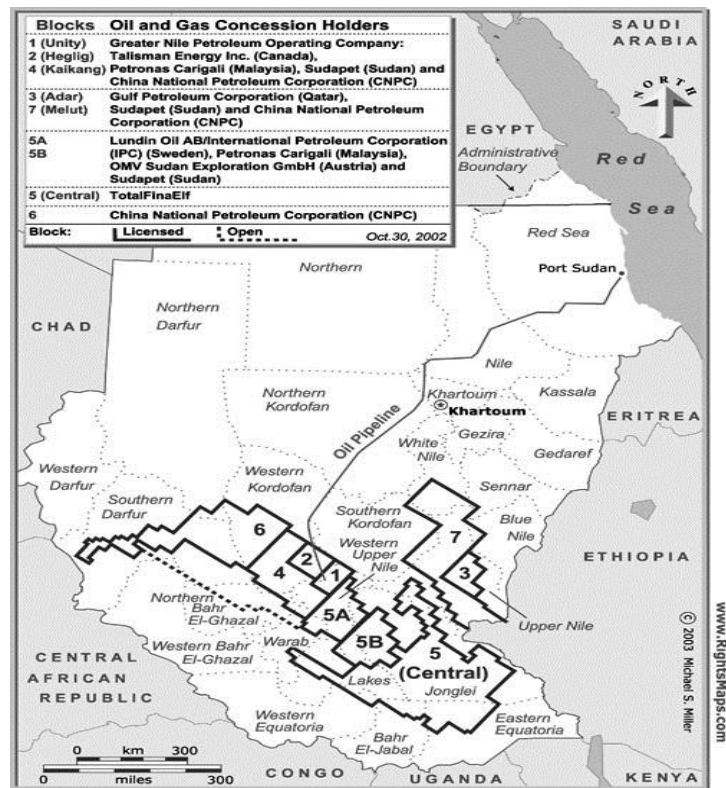 Blocks Oil and Gas Concession Holders
1 (Unity) Greater Nile Petroleum Operating Company:
2 (Heglig) Talisman Energy Inc. (Canada),
4 (Kaikang) Petronas Carigali (Malaysia), Sudapet (Sudan) and
China National Petroleum Corporation (CNPC)
3 (Adar) Gulf Petroleum Corporation (Qatar),
7 (Melut) Sudapet (Sudan) and China National Petroleum
Corporation (CNPC)
5A Lundin Oil AB/International Petroleum Corporation
5B (IPC) (Sweden), Petronas Carigali (Malaysia),
OMV Sudan Exploration GmbH (Austria) and
Sudapet (Sudan)
5 (Central) TotalFinaElf
6 China National Petroleum Corporation (CNPC)
Block: Licensed Open Oct.30, 2002
SAUDI
ARABIA
NORTH
EGYPT
Administrative
Boundary
Red
Sea
Red Sea
Port Sudan
Northern
Northern
Darfur
CHAD
Nile
Northern
Kordofan
Khartoum
Khartoum
Kassala
ERITREA
Oil Pipeline
White
Nile
Gezira
Gedaref
Western
Darfur
Southern
Darfur
Western
Kordofan
Sennar
Southern
Kordofan
Blue
Nile
6
7
Western
Upper
Nile
ETHIOPIA
2
4
1
3
5A
Northern
Bahr
El-Ghazal
Upper Nile
5B
5
(Central)
Western Bahr
El-Ghazal
Warab
Lakes
Jonglei
CENTRAL
AFRICAN
REPUBLIC
Western
Equatoria
Eastern
Equatoria
Bahr
El-Jabal
0 km 300
0 miles 300
CONGO
UGANDA
KENYA
© 2003 Michael S. Miller
www.RightsMaps.com